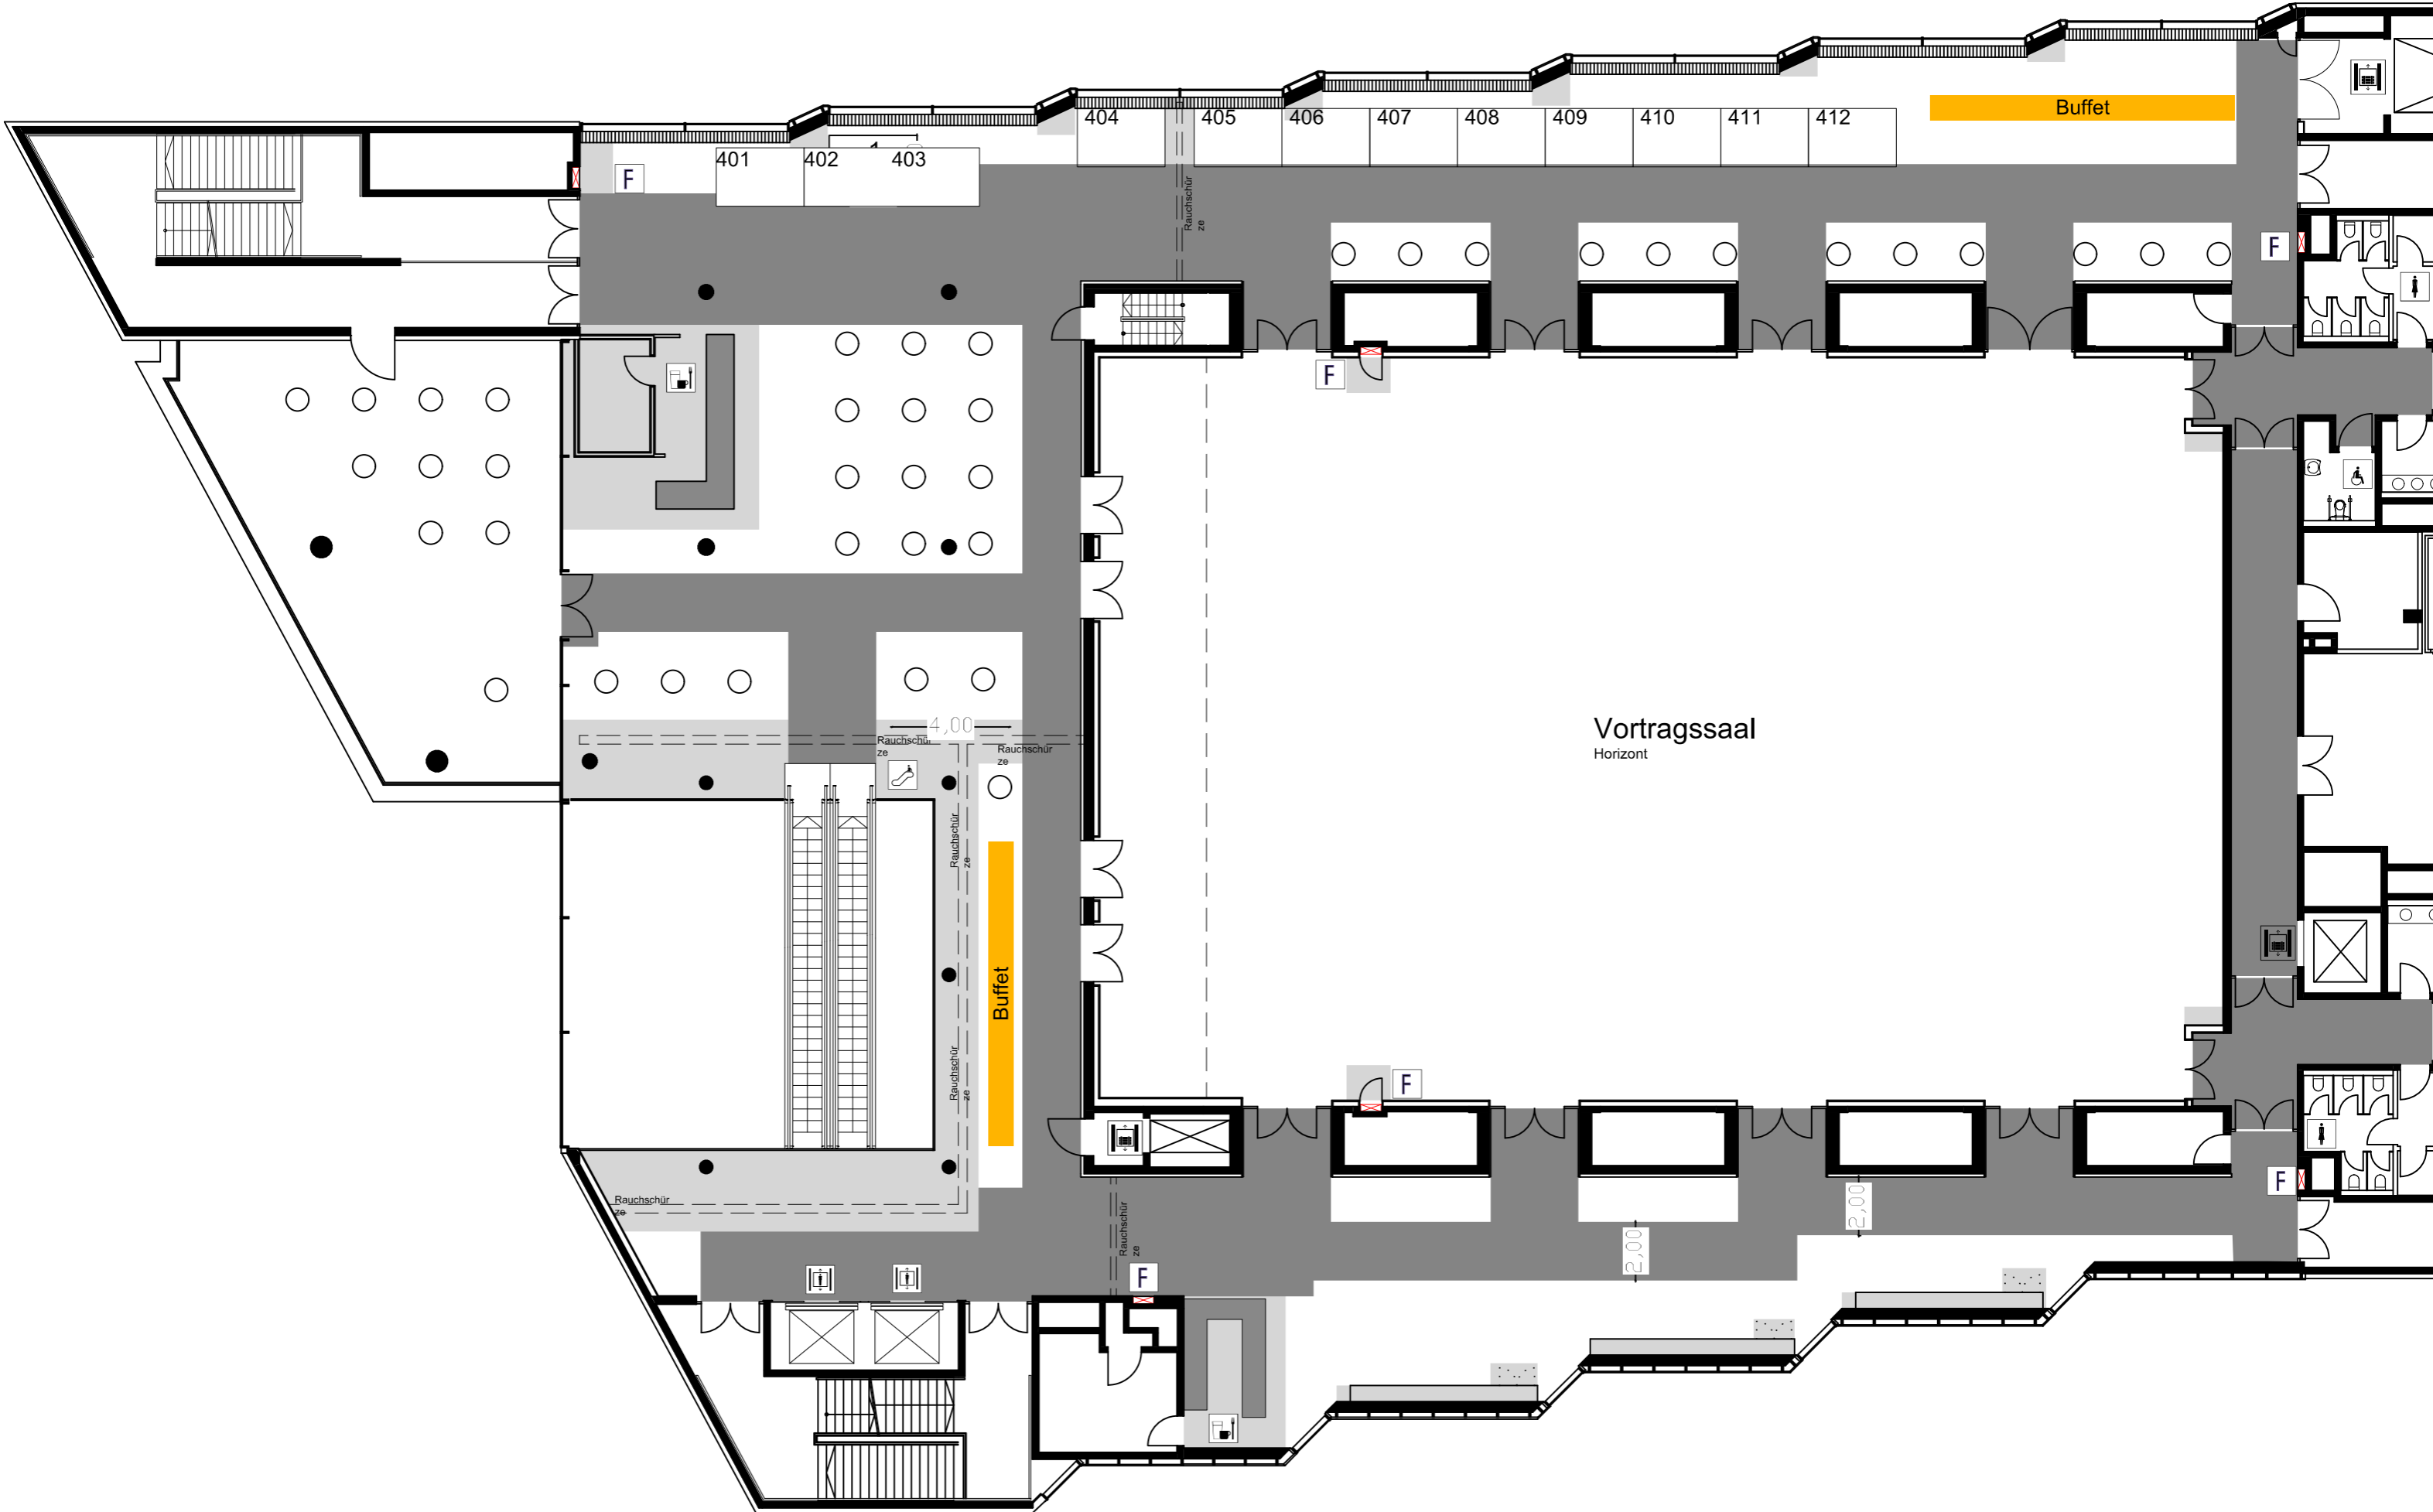 Buffet
404
405
406
407
408
409
410
411
412
401
402
403
F
Rauchschür
ze
F
F
4,00
Rauchschür
ze
Rauchschür
ze
Vortragssaal
Horizont
Rauchschür
ze
Buffet
Rauchschür
ze
F
F
Rauchschür
ze
Rauchschür
ze
2,00
2,00
F